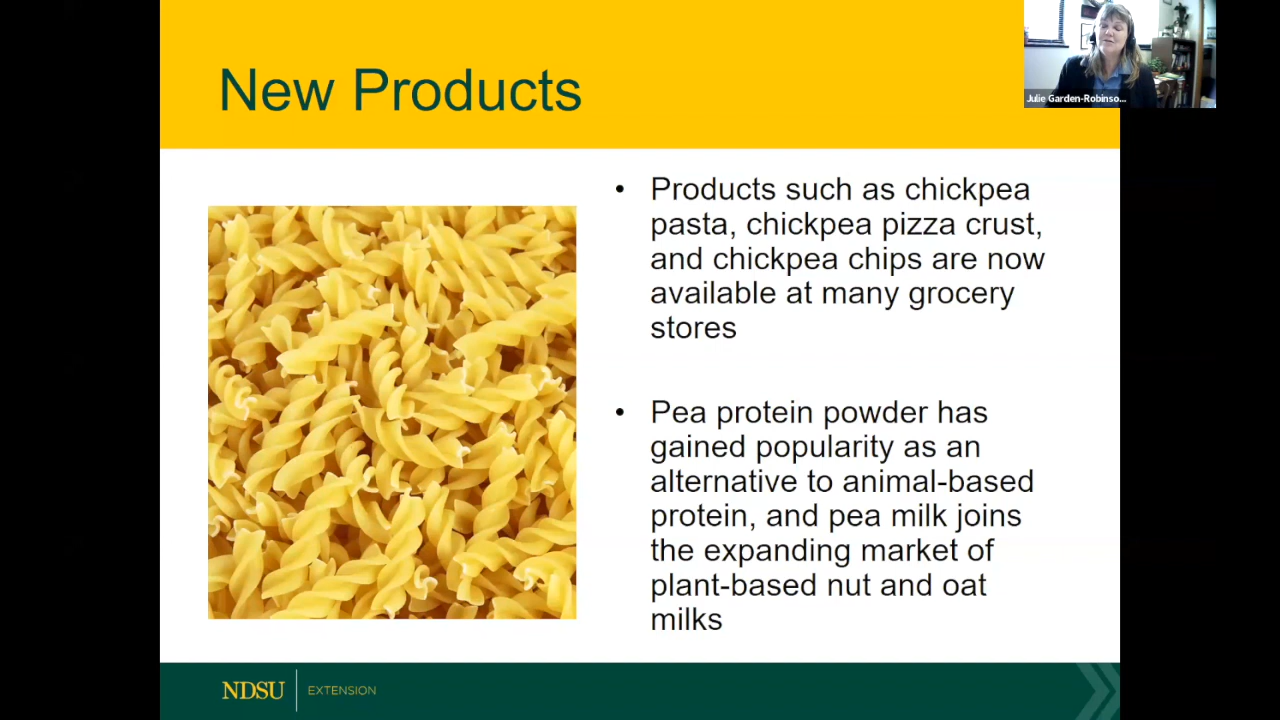 New Products
Julie Garden-Robinso...
• Products such as chickpea
pasta, chickpea pizza crust,
and chickpea chips are now
available at many grocery
stores
• Pea protein powder has
gained popularity as an
alternative to animal-based
protein, and pea milk joins
the expanding market of
plant-based nut and oat
milks
NDSU EXTENSION